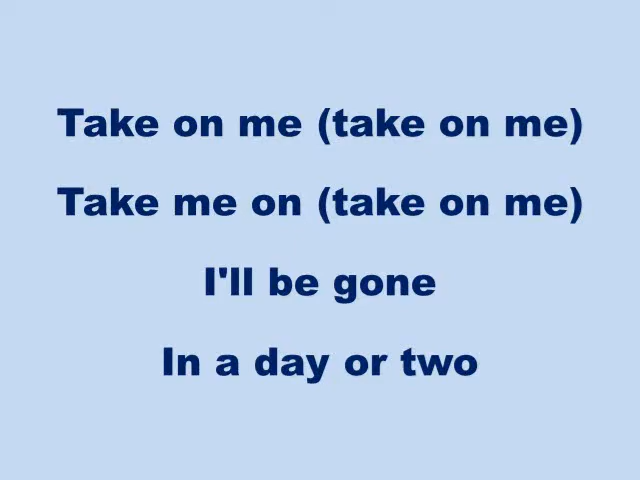 Take on me (take on me)
Take me on (take on me)
I'll be gone
In a day or two